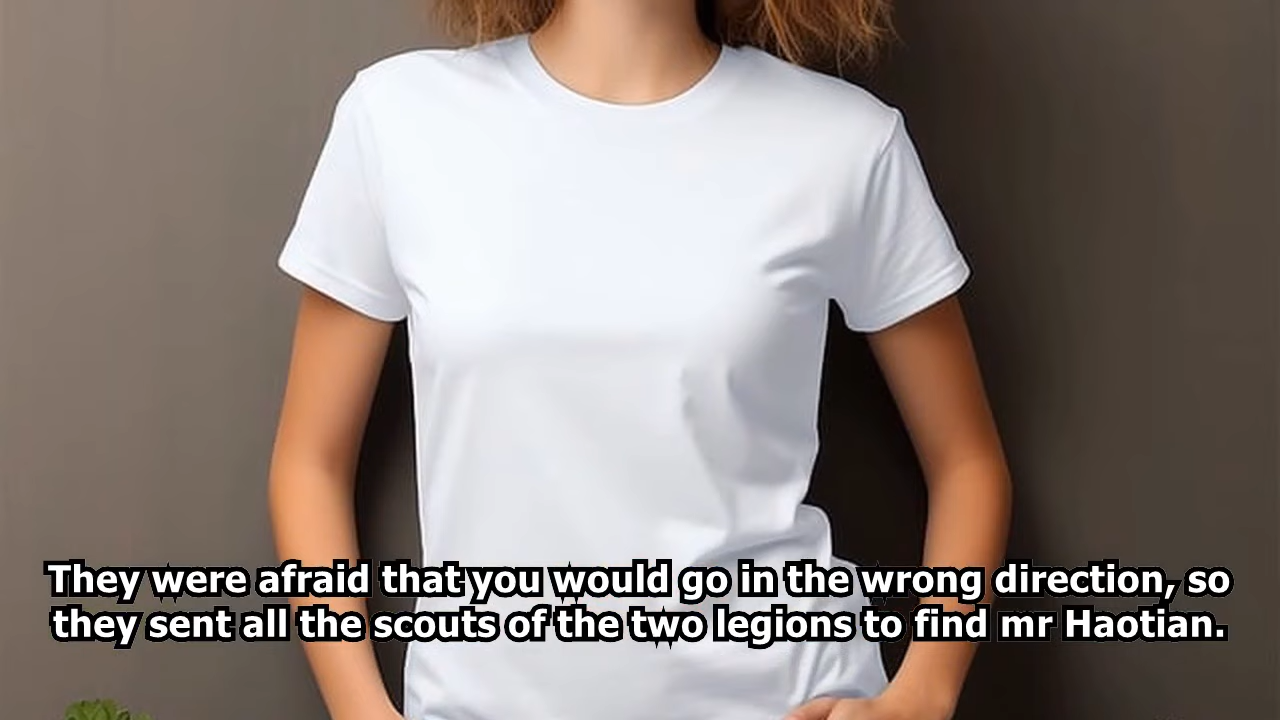 They were afraid that you would go in the wrong direction, so
they sent all the scouts of the two legions to find mr Haotian.